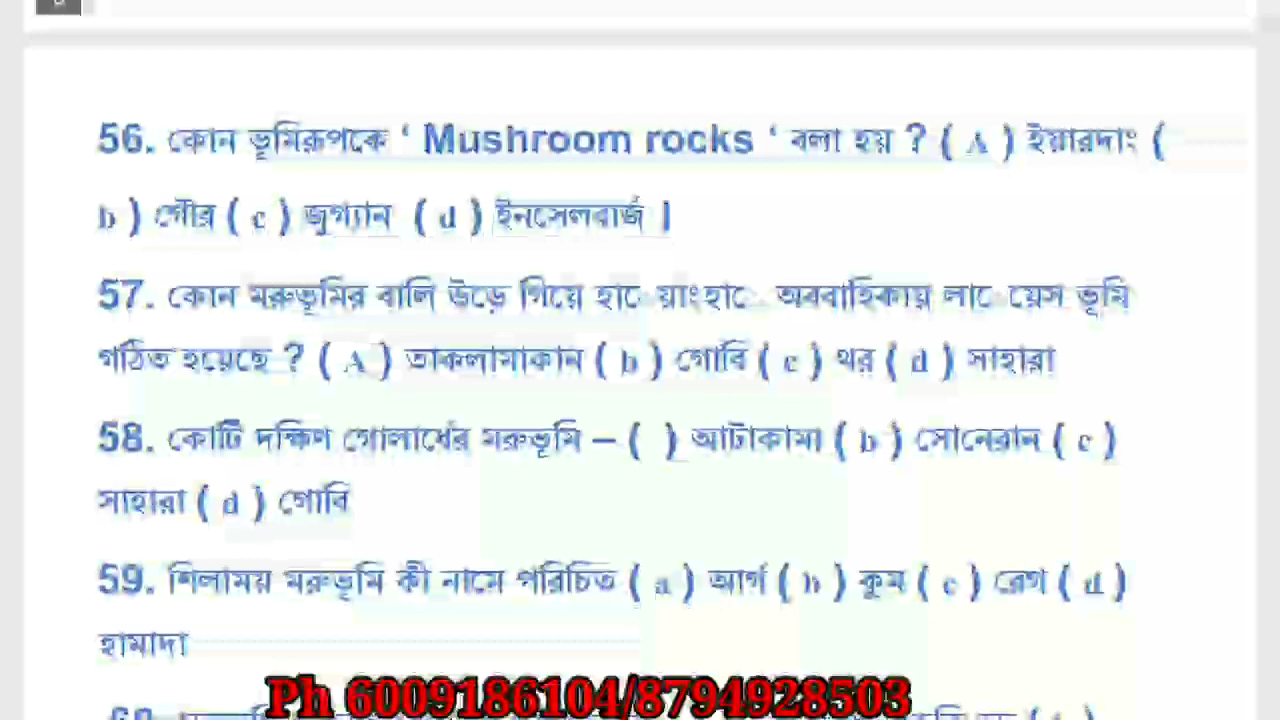 56. কোন ভূমিরূপকে ‘ Mushroom rocks ‘ বলা হয় ? ( A ) ইয়ারদাং (
b ) গৌর ( c ) জুগ্যান ( d ) ইনসেলবার্জ |
57. কোন মরুভূমির বালি উড়ে গিয়ে হাে য়াংহাে অববাহিকায় লাে য়েস ভূমি
গঠিত হয়েছে ? ( A ) তাকলামাকান ( b ) গোবি ( c ) থর ( d ) সাহারা
58. কোটি দক্ষিণ গোলার্ধের মরুভূমি – ( ) আটাকামা ( b ) সোনেরান ( c )
সাহারা ( d ) গোবি
59. শিলাময় মরুভূমি কী নামে পরিচিত ( a ) আর্গ ( b ) কুম ( c ) রেগ ( d )
হামাদা
Ph 6009186104/8794928503